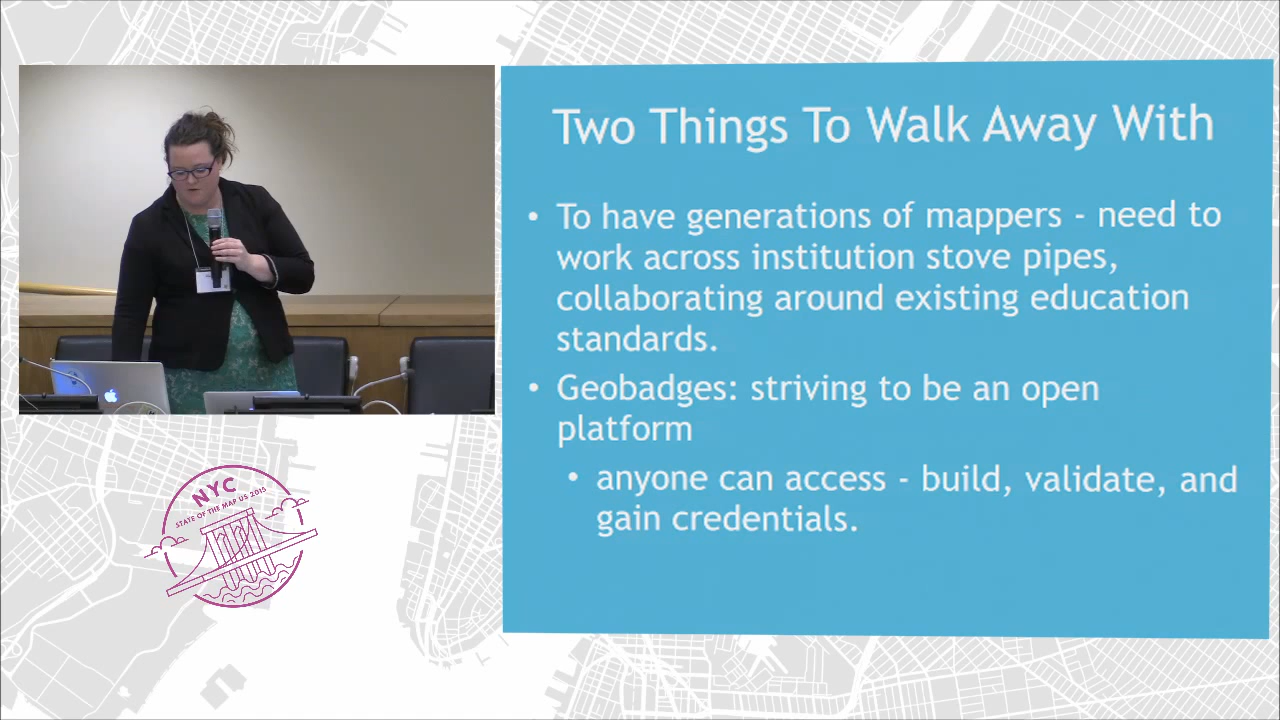 Two Things To Walk Away With
• To have generations of mappers - need to
work across institution stove pipes,
collaborating around existing education
standards.
• Geobadges: striving to be an open
platform
• anyone can access - build, validate, and
gain credentials.
NYC
STATE OF THE MAP US 2015